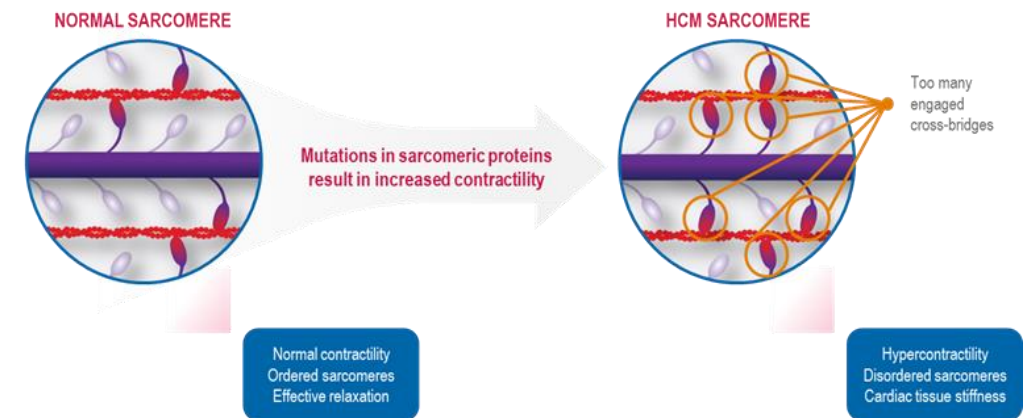 NORMAL SARCOMERE
HCM SARCOMERE
Too many
engaged
cross-bridges
Mutations in sarcomeric proteins
result in increased contractility
Normal contractility
Ordered sarcomeres
Effective relaxation
Hypercontractility
Disordered sarcomeres
Cardiac tissue stiffness